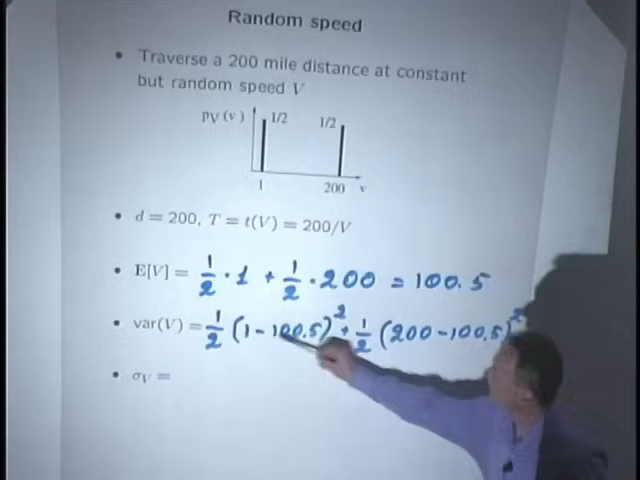 Random speed
• Traverse a 200 mile distance at constant
but random speed V
pV(v) 1/2 1/2
1 200 v
• d = 200, T = t(V) = 200/V
• E[V] = 1/2 · 1 + 1/2 · 200 = 100.5
• var(V) = 1/2 (1 − 100.5)² + 1/2 (200 − 100.5)²
• σV =